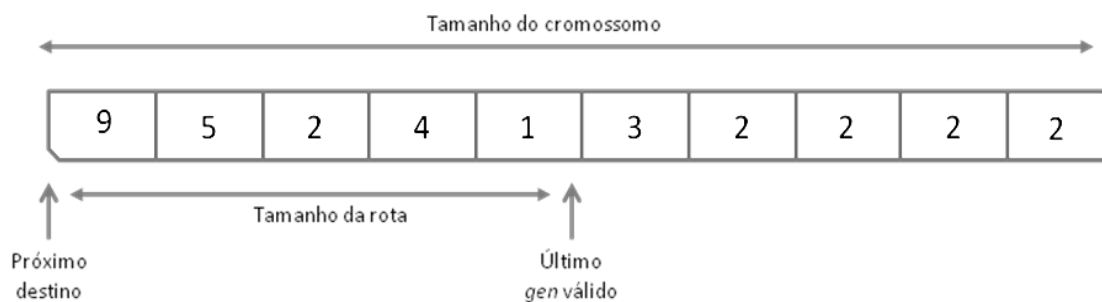 Tamanho do cromossomo
9 5 2 4 1 3 2 2 2 2
Tamanho da rota
Próximo
destino
Último
gen válido